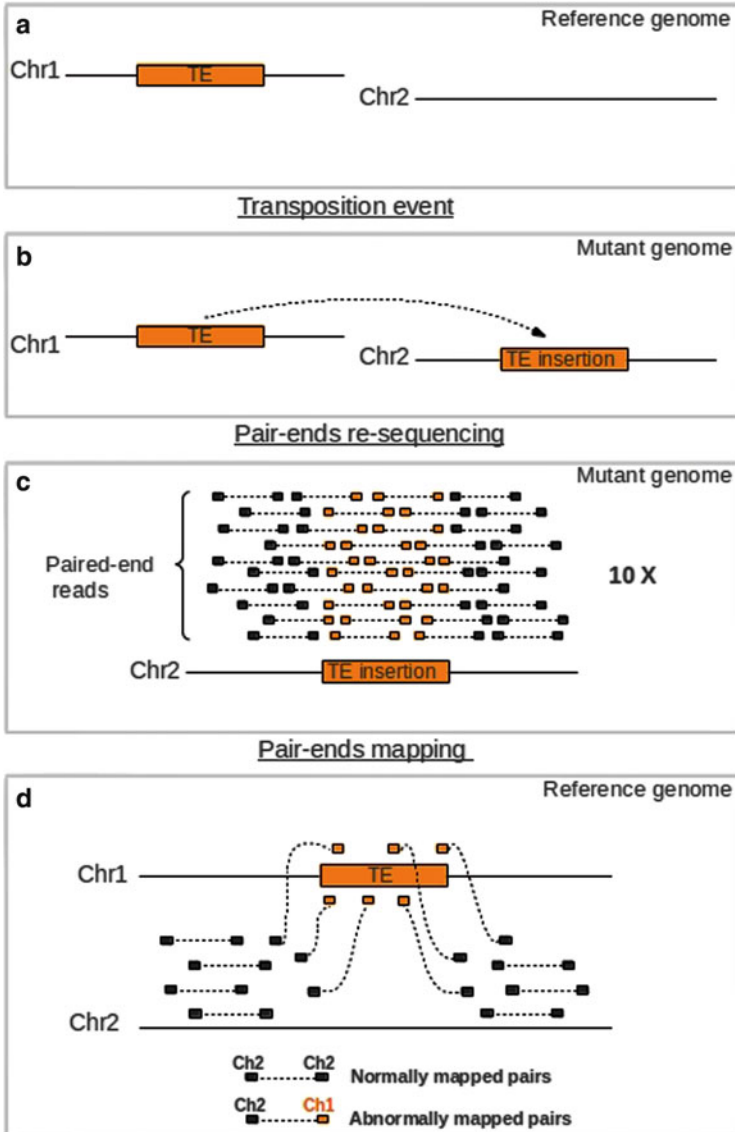 a
Reference genome
Chr1
TE
Chr2
Transposition event
b
Mutant genome
Chr1
TE
Chr2
TE insertion
Pair-ends re-sequencing
c
Mutant genome
Paired-end
reads
10 X
Chr2
TE insertion
Pair-ends mapping
d
Reference genome
Chr1
TE
Chr2
Ch2 Ch2
Normally mapped pairs
Ch2 Ch1
Abnormally mapped pairs